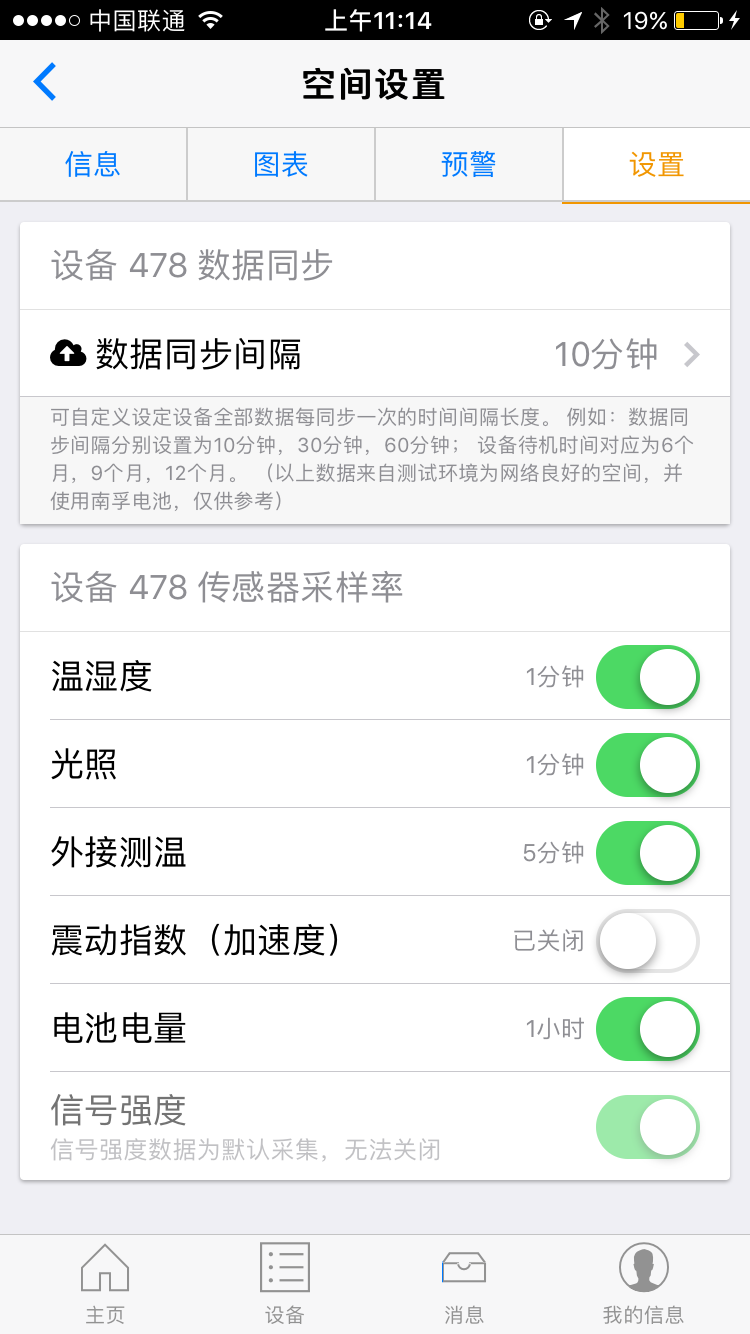 中国联通 上午11:14 19%
空间设置
信息 图表 预警 设置
设备 478 数据同步
数据同步间隔 10分钟
可自定义设定设备全部数据每同步一次的时间间隔长度。 例如：数据同
步间隔分别设置为10分钟，30分钟，60分钟； 设备待机时间对应为6个
月，9个月，12个月。 （以上数据来自测试环境为网络良好的空间，并
使用南孚电池，仅供参考）
设备 478 传感器采样率
温湿度 1分钟
光照 1分钟
外接测温 5分钟
震动指数（加速度） 已关闭
电池电量 1小时
信号强度
信号强度数据为默认采集，无法关闭
主页 设备 消息 我的信息